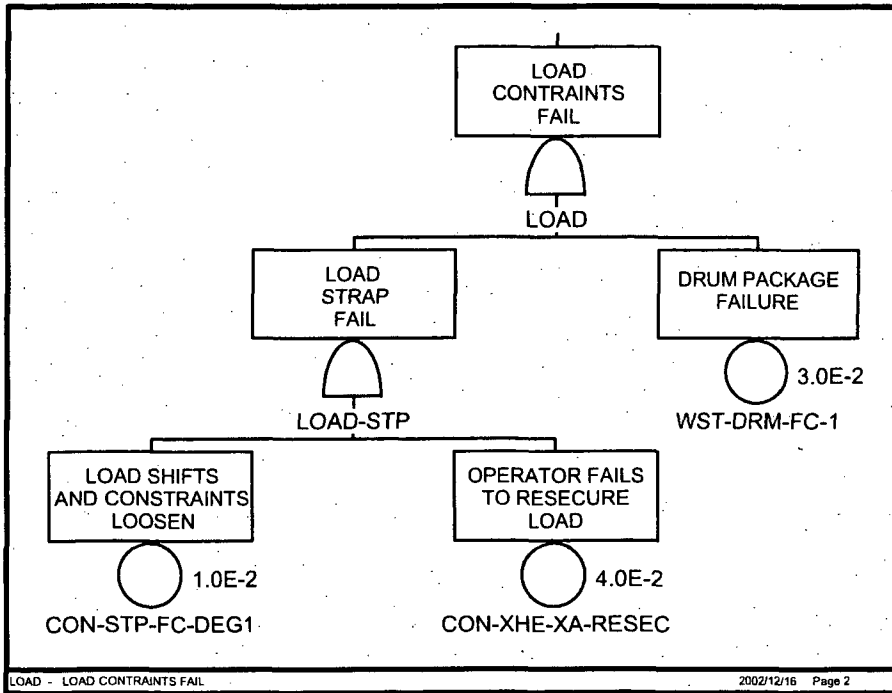 LOAD
CONTRAINTS
FAIL
LOAD
LOAD
STRAP
FAIL
DRUM PACKAGE
FAILURE
3.0E-2
LOAD-STP
WST-DRM-FC-1
LOAD SHIFTS
AND CONSTRAINTS
LOOSEN
OPERATOR FAILS
TO RESECURE
LOAD
1.0E-2
4.0E-2
CON-STP-FC-DEG1
CON-XHE-XA-RESEC
LOAD - LOAD CONTRAINTS FAIL
2002/12/16 Page 2